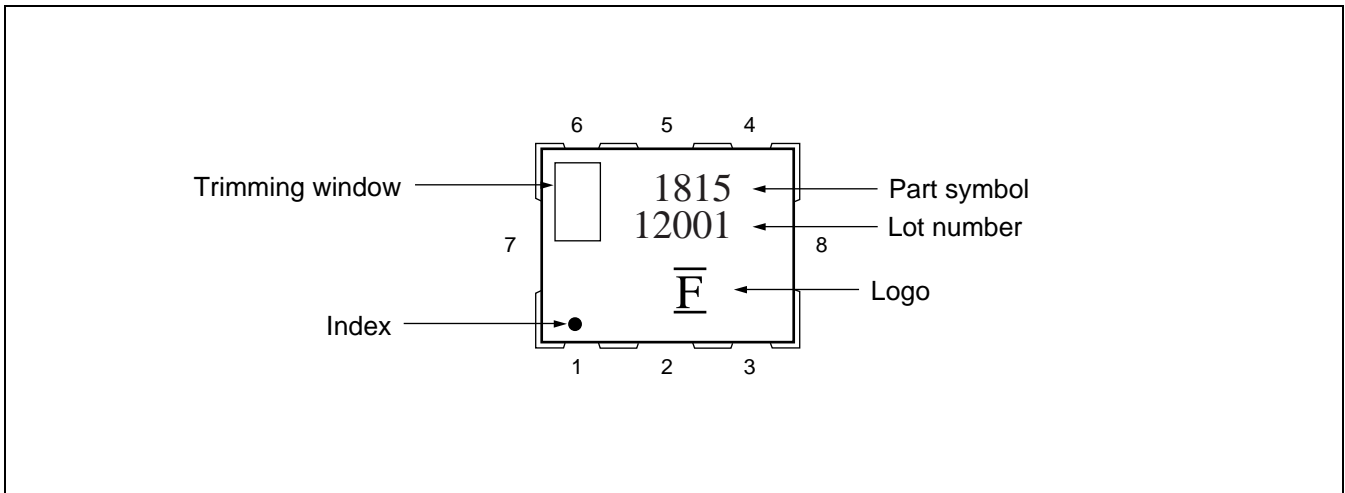 6 5 4
Trimming window
1815
Part symbol
12001
Lot number
7
8
F
Logo
Index
1 2 3